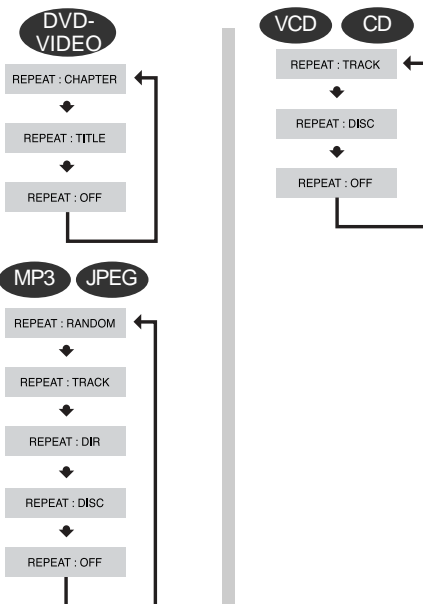 DVD-
VIDEO
REPEAT : CHAPTER
REPEAT : TITLE
REPEAT : OFF
MP3 JPEG
REPEAT : RANDOM
REPEAT : TRACK
REPEAT : DIR
REPEAT : DISC
REPEAT : OFF
VCD CD
REPEAT : TRACK
REPEAT : DISC
REPEAT : OFF